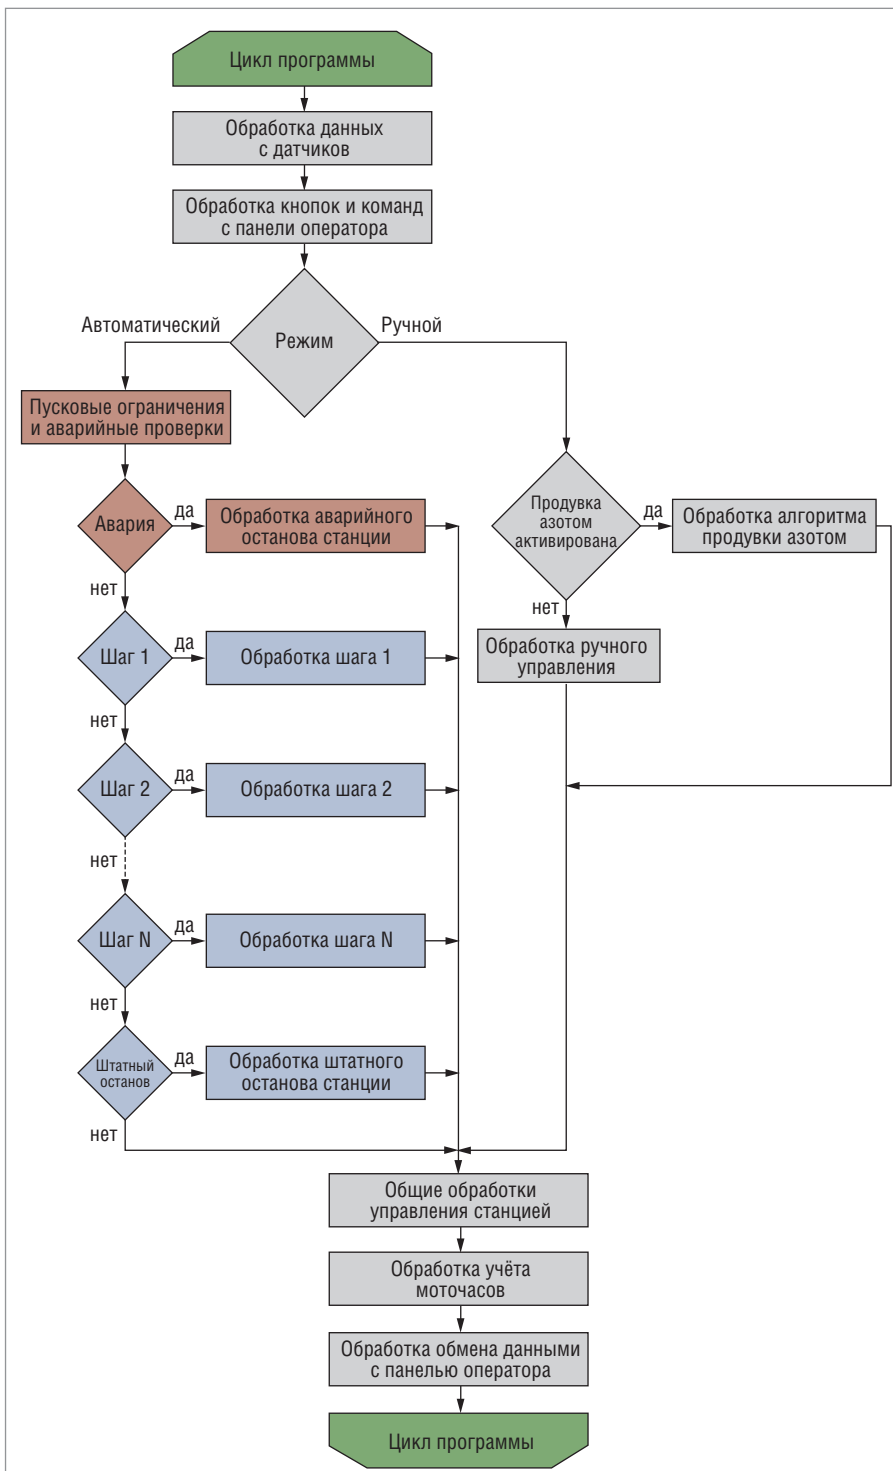 Цикл программы
Обработка данных
с датчиков
Обработка кнопок и команд
с панели оператора
Режим
Автоматический
Ручной
Пусковые ограничения
и аварийные проверки
Авария
да
Обработка аварийного
останова станции
нет
Шаг 1
да
Обработка шага 1
нет
Шаг 2
да
Обработка шага 2
нет
Шаг N
да
Обработка шага N
нет
Штатный
останов
да
Обработка штатного
останова станции
нет
Продувка
азотом
активирована
да
Обработка алгоритма
продувки азотом
нет
Обработка ручного
управления
Общие обработки
управления станцией
Обработка учёта
моточасов
Обработка обмена данными
с панелью оператора
Цикл программы